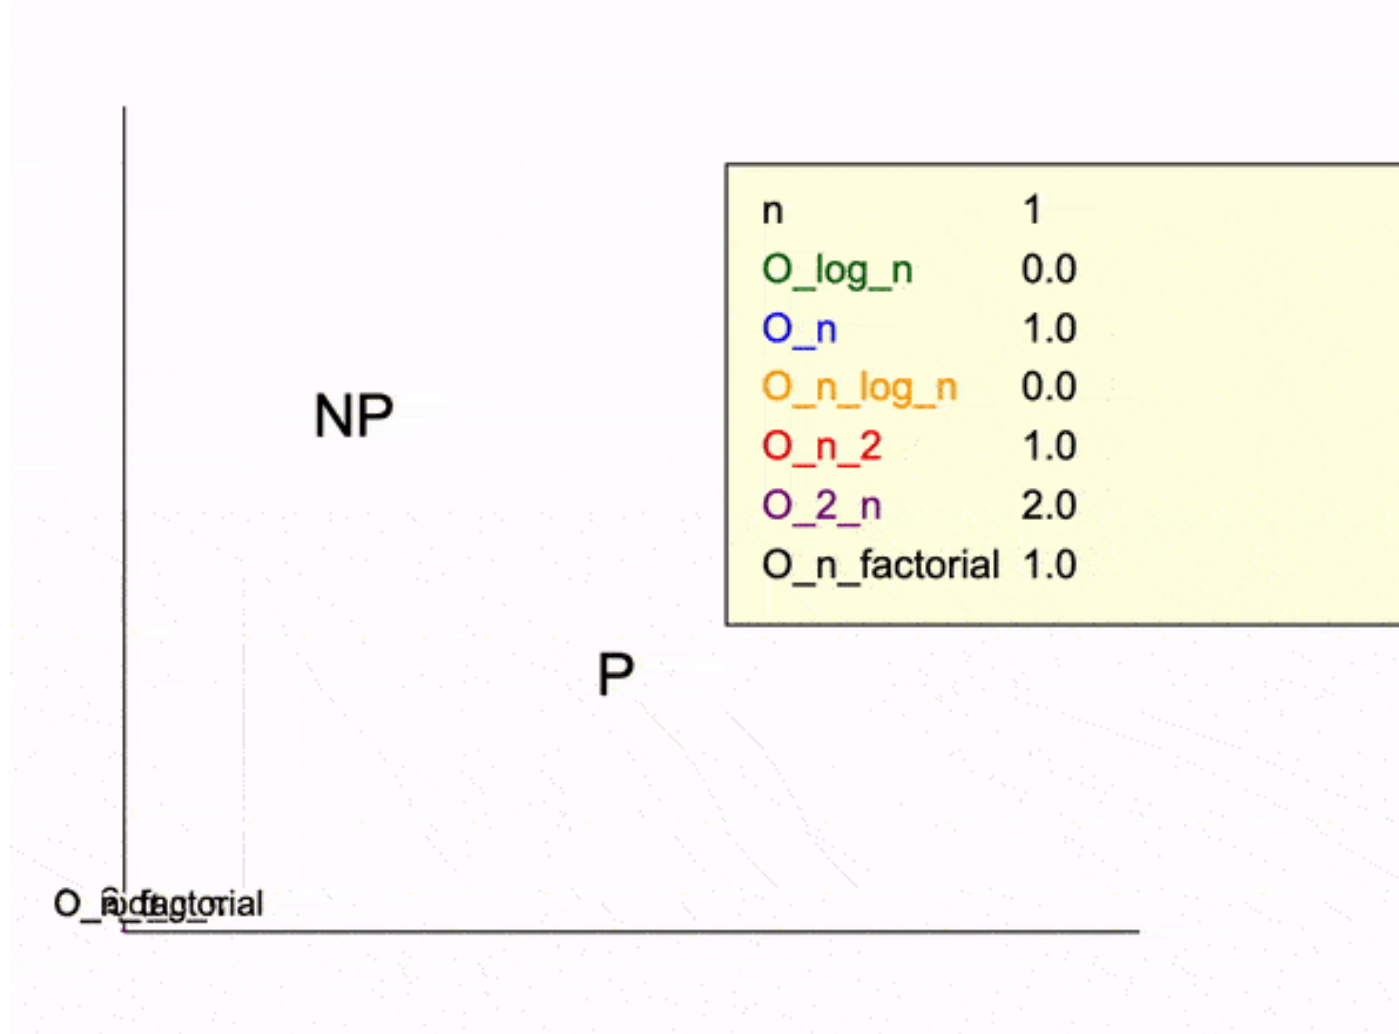 n 1
O_log_n 0.0
O_n 1.0
O_n_log_n 0.0
NP
O_n_2 1.0
O_2_n 2.0
O_n_factorial 1.0
P
O_n_factorial